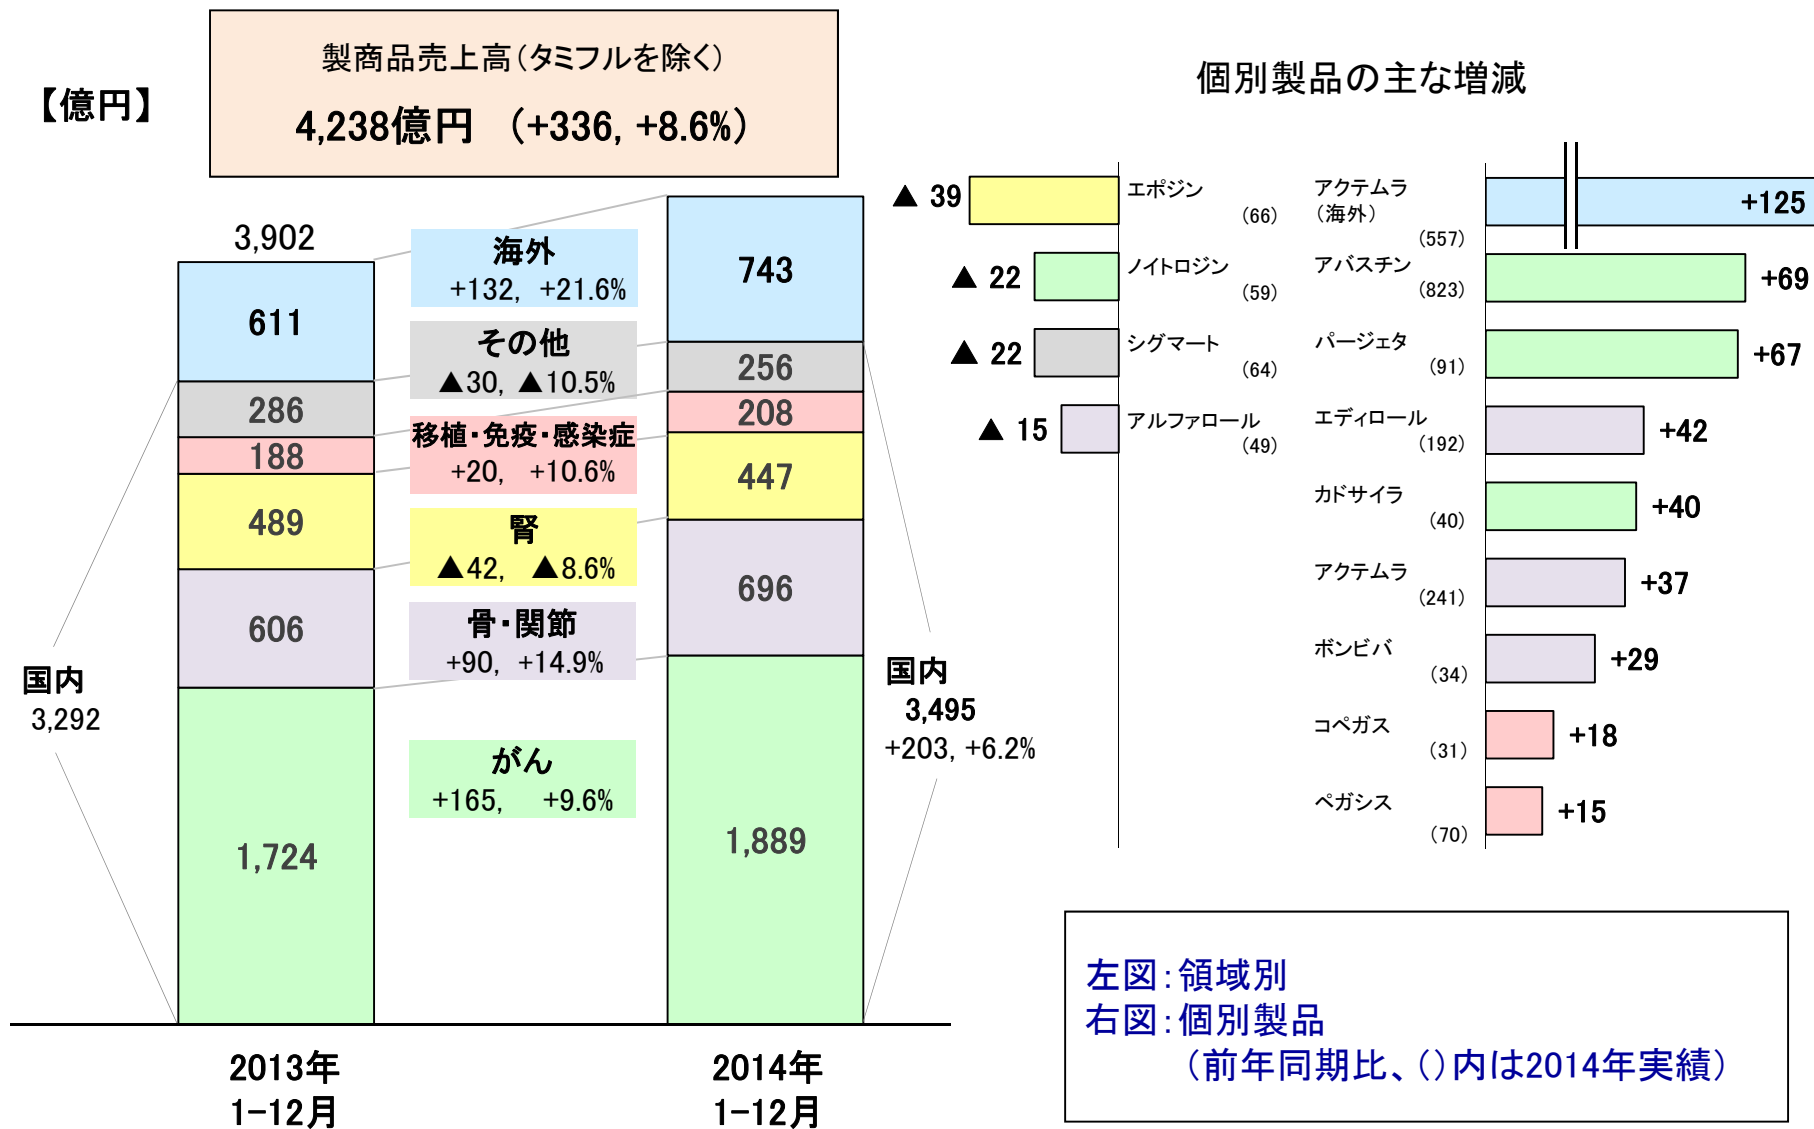 製商品売上高（タミフルを除く）
4,238億円　（+336, +8.6%）
【億円】
個別製品の主な増減
3,902
611
286
188
489
606
1,724
国内
3,292
海外
+132,  +21.6%
その他
▲30, ▲10.5%
移植・免疫・感染症
+20,  +10.6%
腎
▲42,  ▲8.6%
骨・関節
+90,  +14.9%
がん
+165,  +9.6%
743
256
208
447
696
1,889
国内
3,495
+203, +6.2%
2013年
1-12月
2014年
1-12月
▲ 39 エポジン
（66）
▲ 22 ノイトロジン
（59）
▲ 22 シグマート
（64）
▲ 15 アルファロール
（49）
アクテムラ
（海外）
（557）
+125
アバスチン
（823）
+69
パージェタ
（91）
+67
エディロール
（192）
+42
カドサイラ
（40）
+40
アクテムラ
（241）
+37
ボンビバ
（34）
+29
コペガス
（31）
+18
ペガシス
（70）
+15
左図：領域別
右図：個別製品
（前年同期比、（）内は2014年実績）